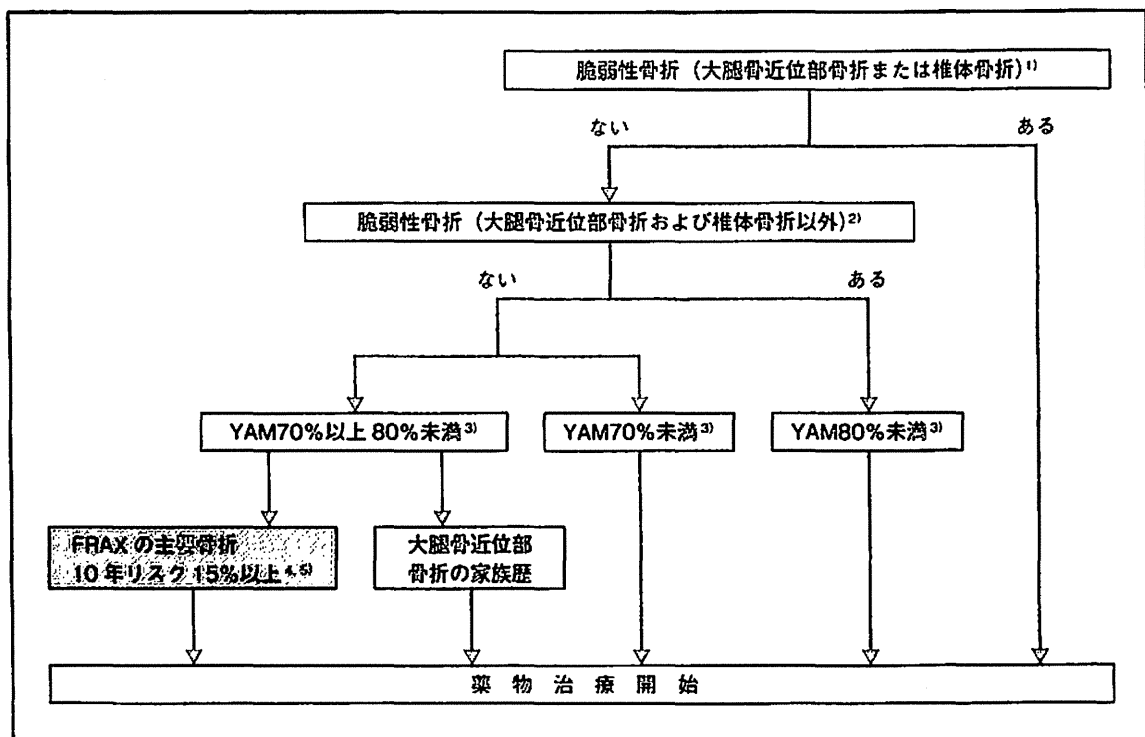 脆弱性骨折（大腿骨近位部骨折または椎体骨折）1)
ない
ある
脆弱性骨折（大腿骨近位部骨折および椎体骨折以外）2)
ない
ある
YAM70%以上80%未満3)
YAM70%未満3)
YAM80%未満3)
FRAXの主要骨折
10年リスク15%以上4, 5)
大腿骨近位部
骨折の家族歴
薬物治療開始